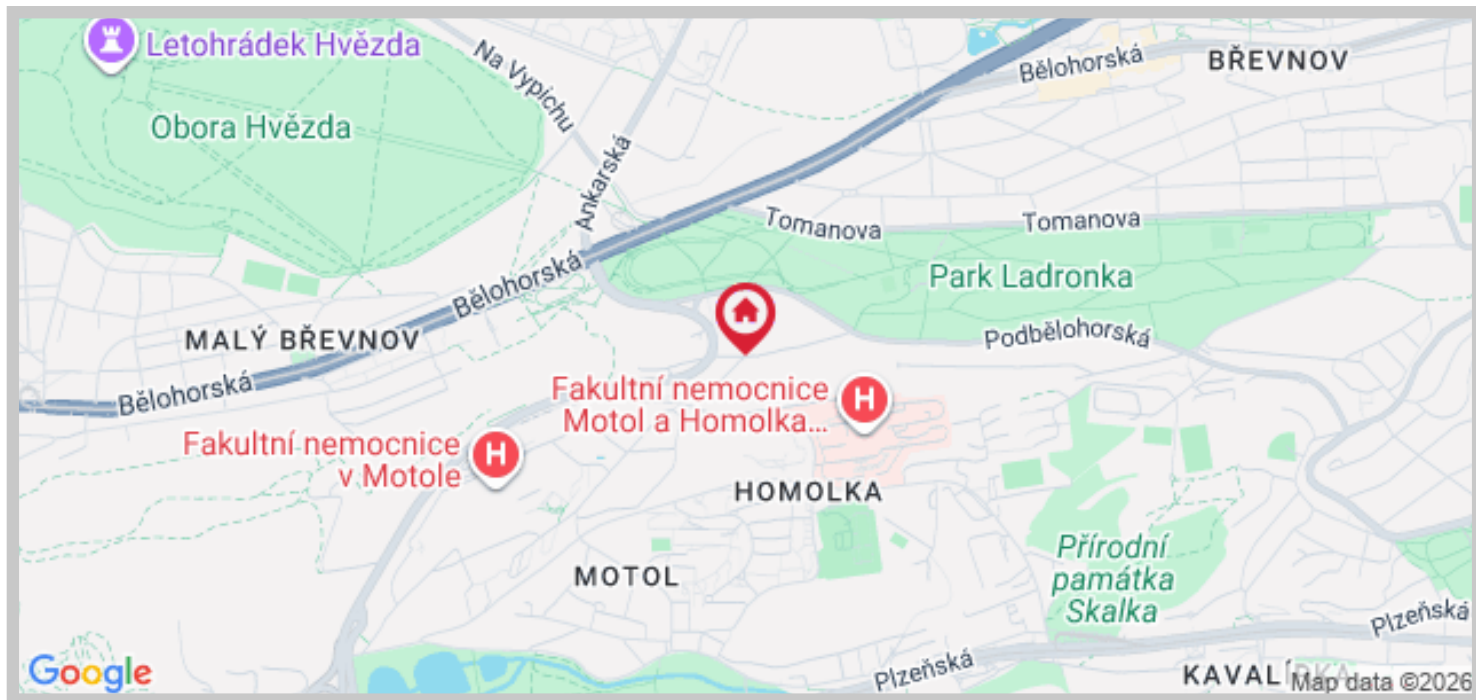 Letohrádek Hvězda
Na Vypichu
Bělohorská
BŘEVNOV
Obora Hvězda
Ankarská
Tomanova
Tomanova
Bělohorská
Park Ladronka
MALÝ BŘEVNOV
Podbělohorská
Bělohorská
Fakultní nemocnice
Motol a Homolka...
H
Fakultní nemocnice
v Motole
H
HOMOLKA
MOTOL
Přírodní
památka
Skalka
Plzeňská
Plzeňská
Google
KAVALÍRKA
Map data ©2026